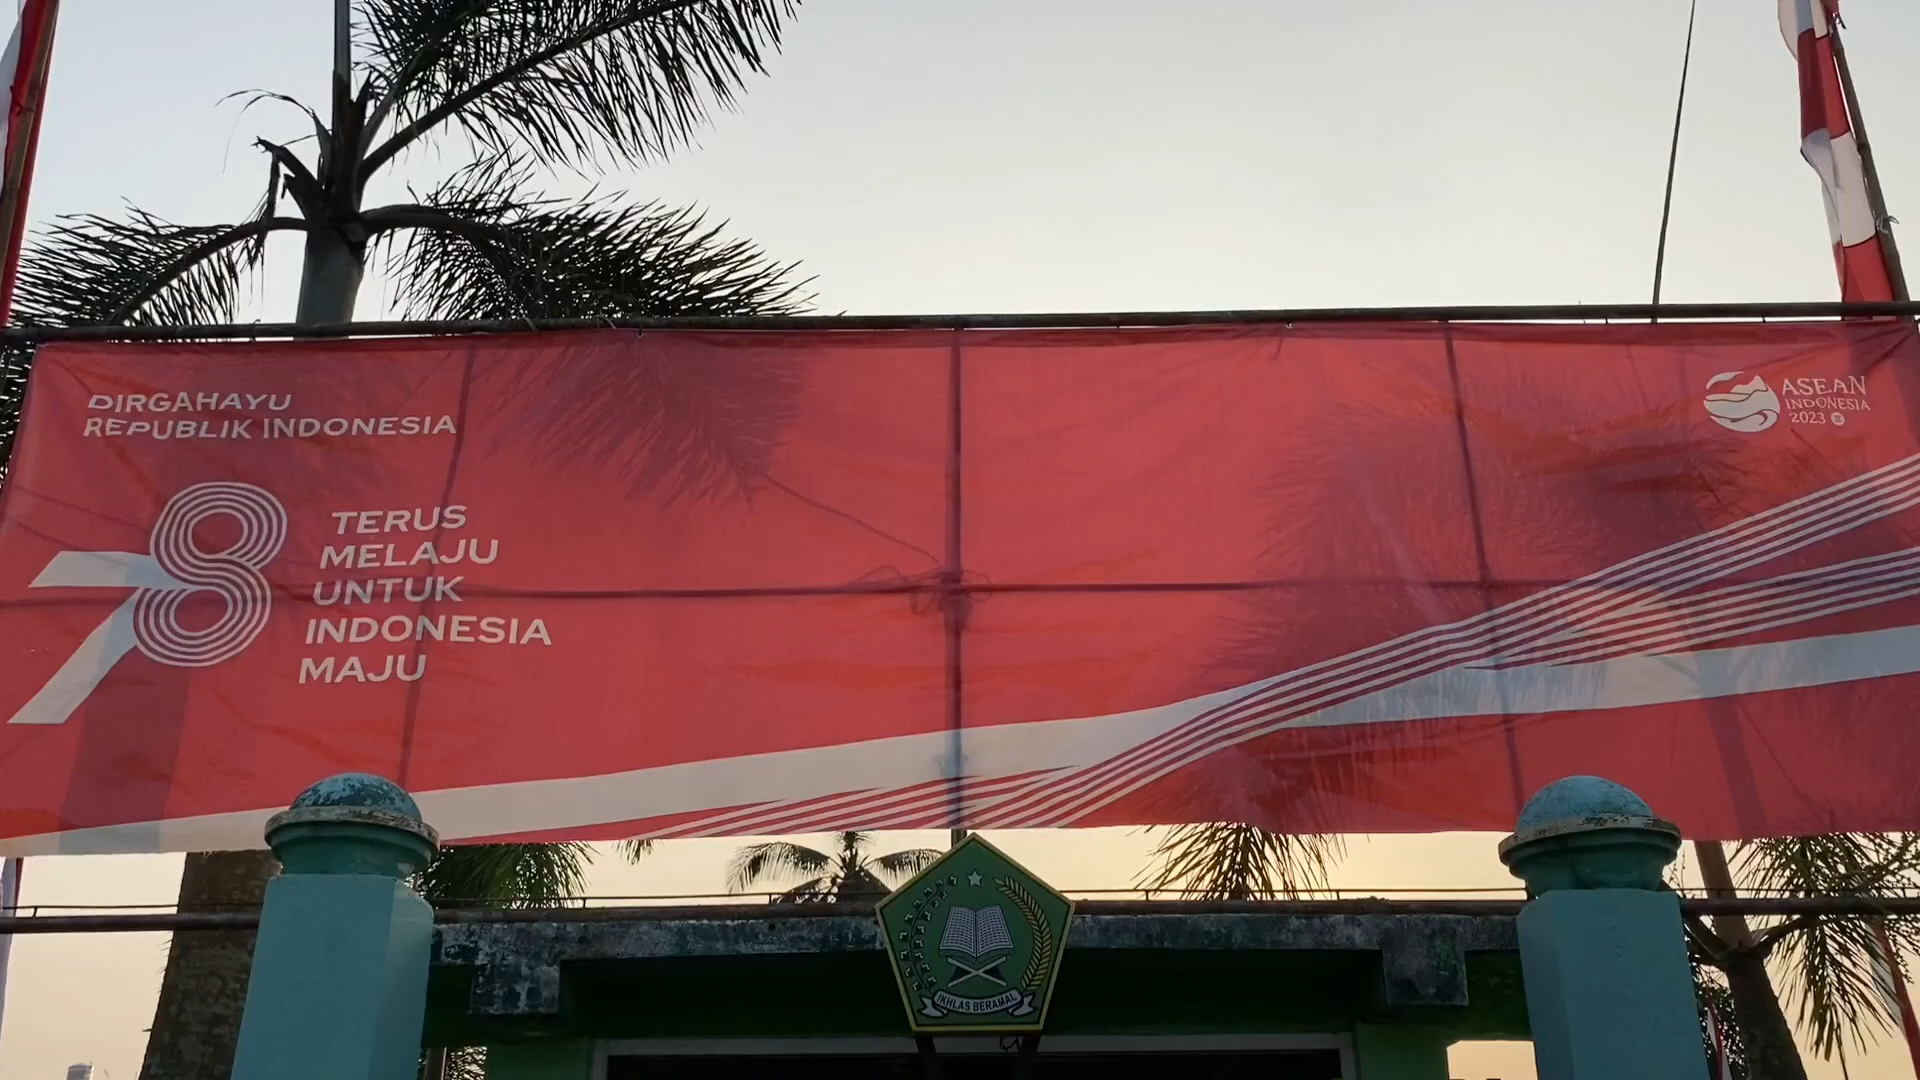 DIRGAHAYU
REPUBLIK INDONESIA
78
TERUS
MELAJU
UNTUK
INDONESIA
MAJU
ASEAN
INDONESIA
2023
IKHLAS BERAMAL